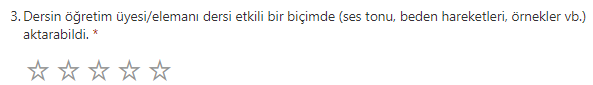 3. Dersin öğretim üyesi/elemanı dersi etkili bir biçimde (ses tonu, beden hareketleri, örnekler vb.)
aktarabildi. *